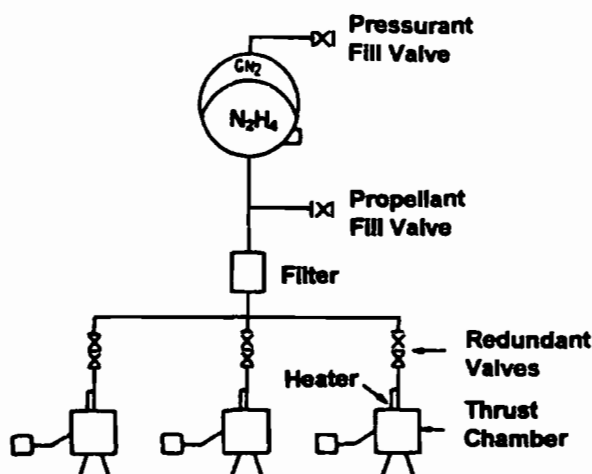 Pressurant
Fill Valve
GN2
N2H4
Propellant
Fill Valve
Filter
Redundant
Valves
Heater
Thrust
Chamber